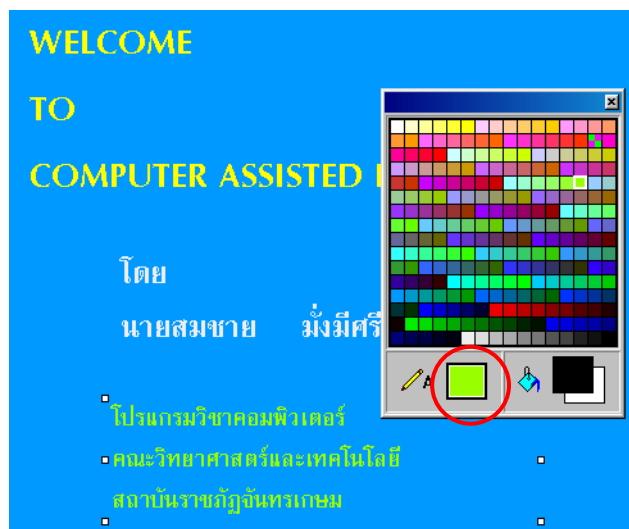 WELCOME
TO
COMPUTER ASSISTED
โดย
นายสมชาย มั่งมีศรี
A
โปรแกรมวิชาคอมพิวเตอร์
คณะวิทยาศาสตร์และเทคโนโลยี
สถาบันราชภัฏจันทรเกษม